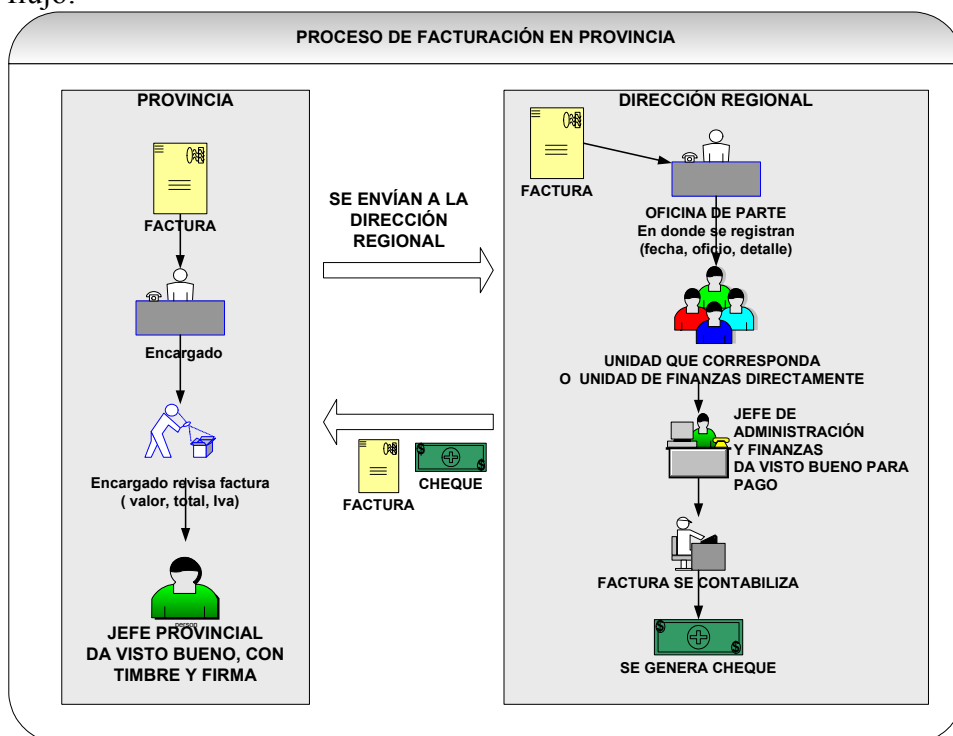 flujo.
PROCESO DE FACTURACIÓN EN PROVINCIA
PROVINCIA
FACTURA
Encargado
Encargado revisa factura
( valor, total, Iva)
person
JEFE PROVINCIAL
DA VISTO BUENO, CON
TIMBRE Y FIRMA
SE ENVÍAN A LA
DIRECCIÓN
REGIONAL
FACTURA
CHEQUE
DIRECCIÓN REGIONAL
FACTURA
OFICINA DE PARTE
En donde se registran
(fecha, oficio, detalle)
UNIDAD QUE CORRESPONDA
O UNIDAD DE FINANZAS DIRECTAMENTE
JEFE DE
ADMINISTRACIÓN
Y FINANZAS
DA VISTO BUENO PARA
PAGO
FACTURA SE CONTABILIZA
SE GENERA CHEQUE